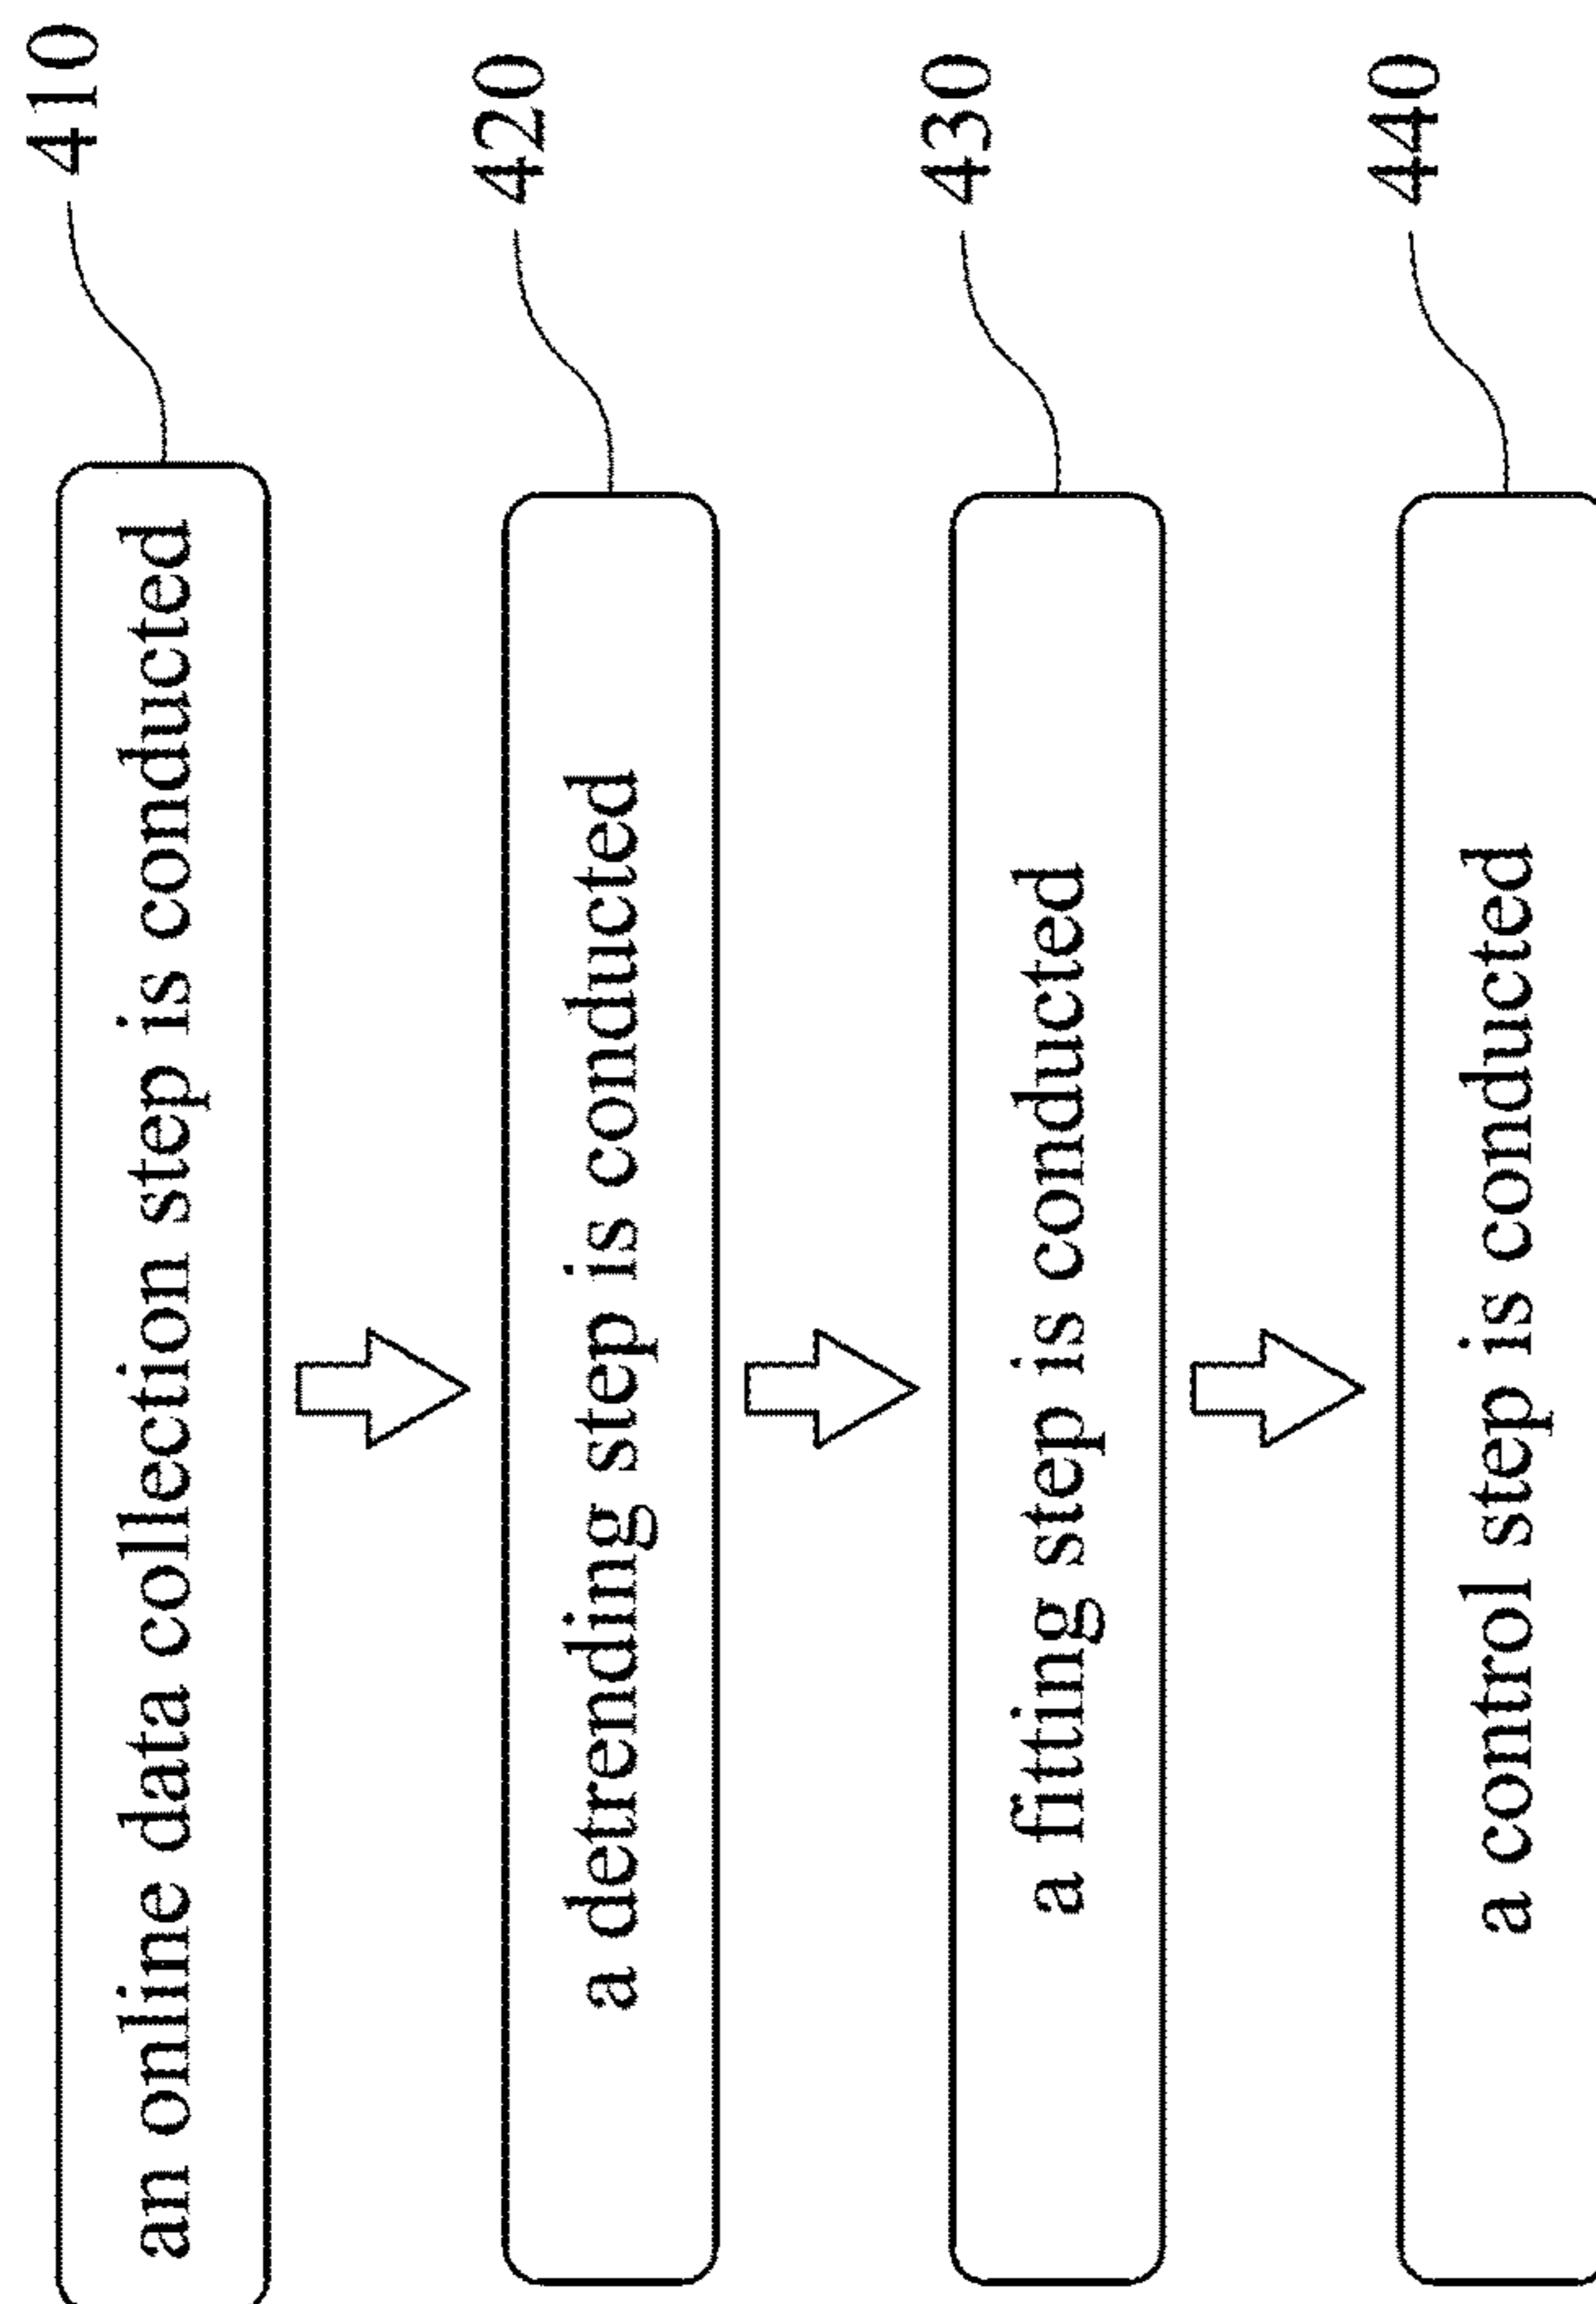 an online data collection step is conducted
410
a detrending step is conducted
420
a fitting step is conducted
430
a control step is conducted
440